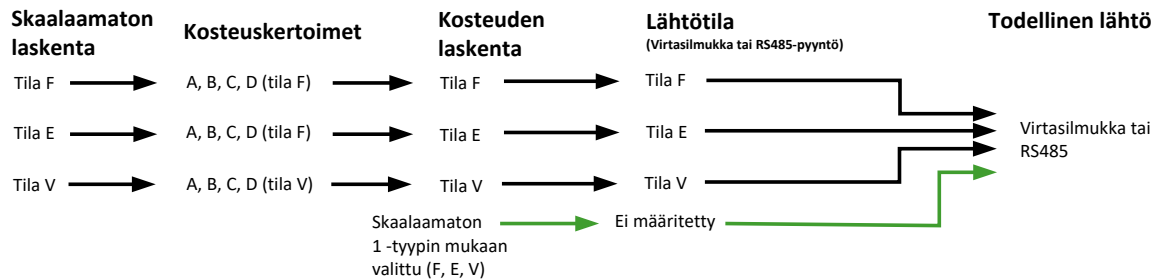 Skaalaamaton
laskenta
Kosteuskertoimet
Kosteuden
laskenta
Lähtötila
(Virtasilmukka tai RS485-pyyntö)
Todellinen lähtö
Tila F
A, B, C, D (tila F)
Tila F
Tila F
Tila E
A, B, C, D (tila F)
Tila E
Tila E
Virtasilmukka tai
RS485
Tila V
A, B, C, D (tila V)
Tila V
Tila V
Skaalaamaton
1 -tyypin mukaan
valittu (F, E, V)
Ei määritetty